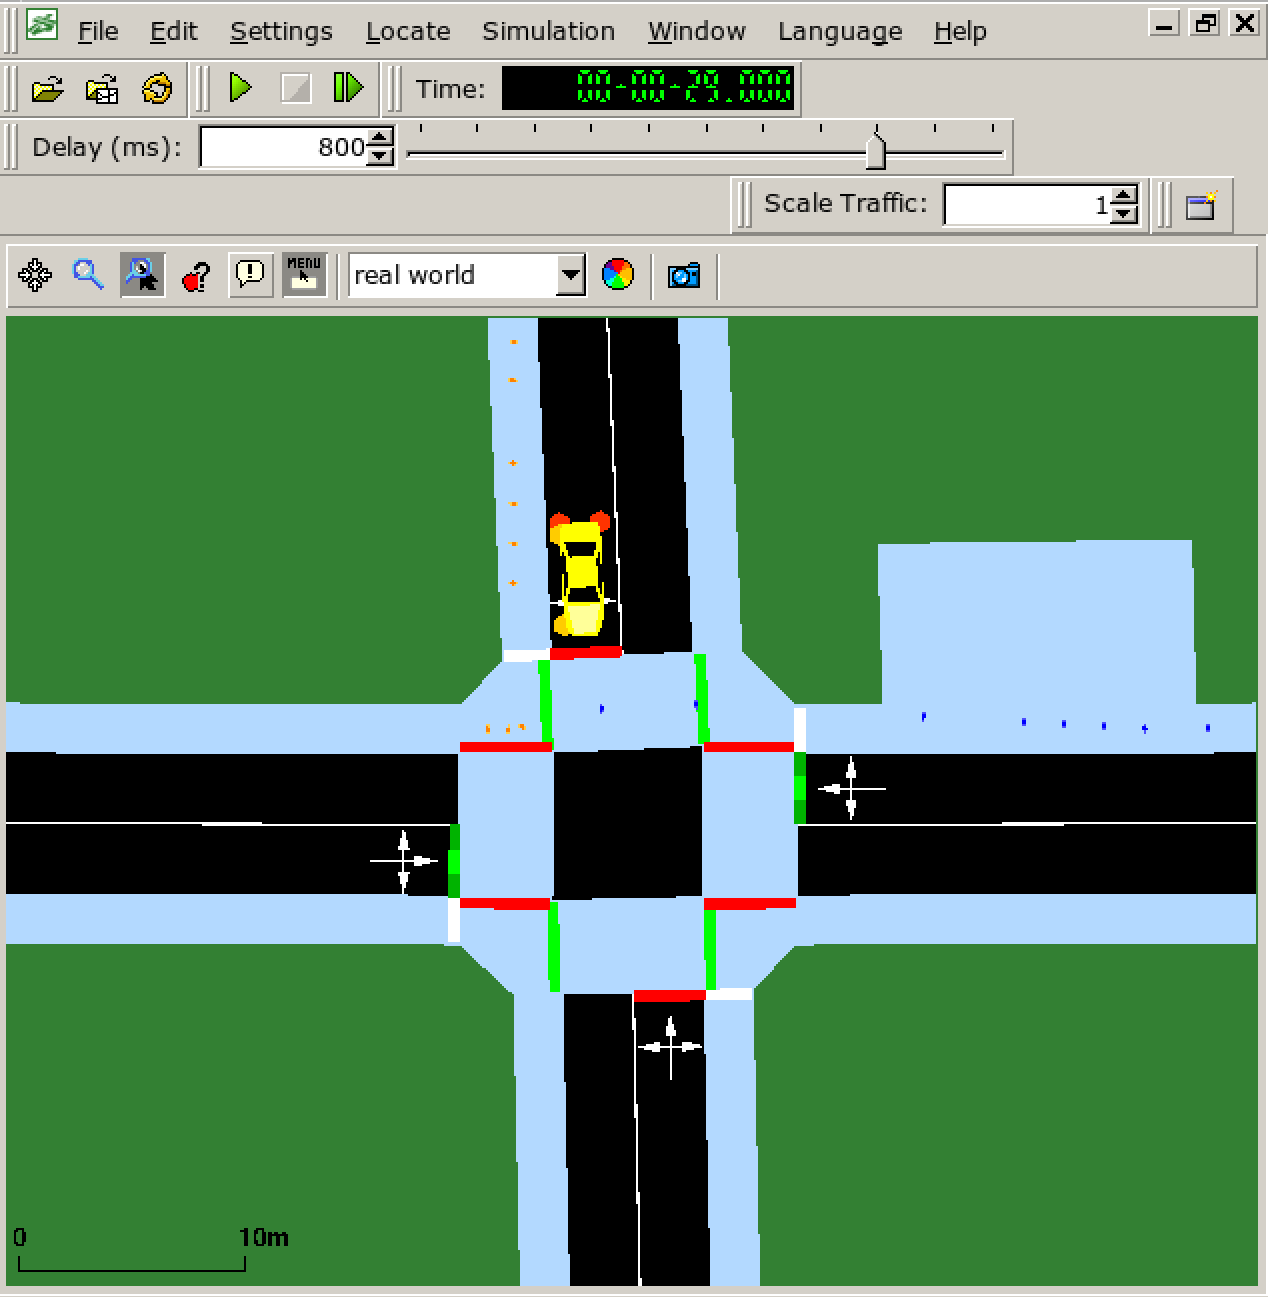 File Edit Settings Locate Simulation Window Language Help
Time: 00-00-29.000
Delay (ms): 800
Scale Traffic: 1
MENU
real world
0 10m